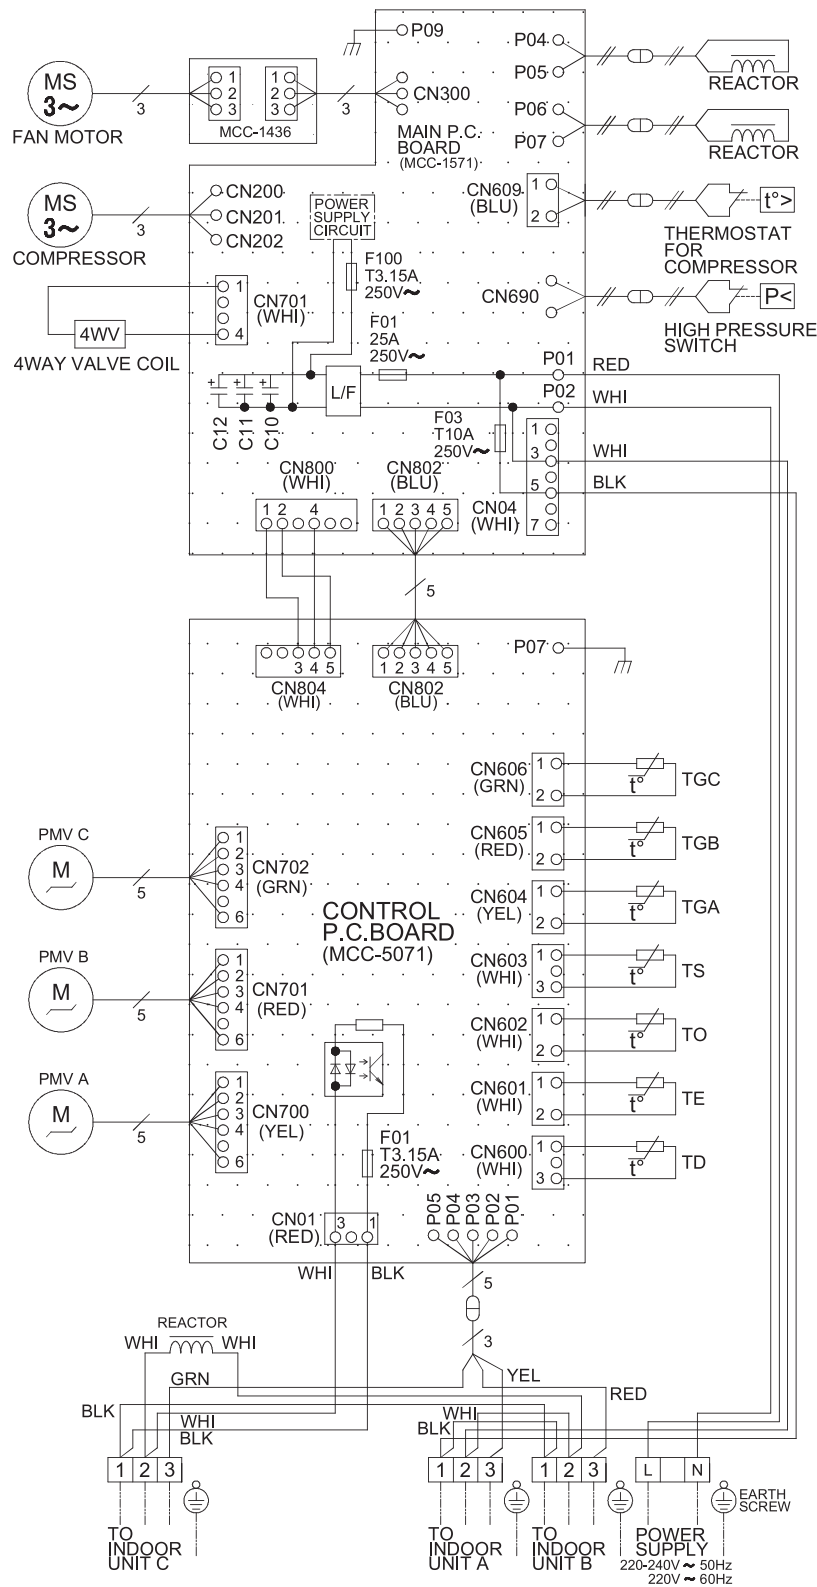 P09
P04
P05
REACTOR
MS
3~
FAN MOTOR
3
1
2
3
1
2
3
MCC-1436
3
CN300
MAIN P.C.
BOARD
(MCC-1571)
P06
P07
REACTOR
MS
3~
COMPRESSOR
3
CN200
CN201
CN202
POWER
SUPPLY
CIRCUIT
CN609
(BLU)
1
2
t°>
THERMOSTAT
FOR
COMPRESSOR
F100
T3.15A
250V~
CN690
P<
HIGH PRESSURE
SWITCH
4WV
4WAY VALVE COIL
1
4
CN701
(WHI)
F01
25A
250V~
P01
RED
P02
WHI
L/F
+
+
+
C12
C11
C10
F03
T10A
250V~
1
3
5
7
CN04
(WHI)
WHI
BLK
CN800
(WHI)
1 2 4
CN802
(BLU)
1 2 3 4 5
5
3 4 5
CN804
(WHI)
1 2 3 4 5
CN802
(BLU)
P07
CN606
(GRN)
1
2
t°
TGC
CN605
(RED)
1
2
t°
TGB
CN604
(YEL)
1
2
t°
TGA
CN603
(WHI)
1
3
t°
TS
CN602
(WHI)
1
2
t°
TO
CN601
(WHI)
1
2
t°
TE
CN600
(WHI)
1
3
t°
TD
PMV C
M
5
1
2
3
4
6
CN702
(GRN)
PMV B
M
5
1
2
3
4
6
CN701
(RED)
PMV A
M
5
1
2
3
4
6
CN700
(YEL)
CONTROL
P.C.BOARD
(MCC-5071)
F01
T3.15A
250V~
CN01
(RED)
3 1
WHI BLK
P05
P04
P03
P02
P01
5
3
REACTOR
WHI WHI
GRN
YEL
RED
BLK
WHI
BLK
WHI
BLK
1 2 3
TO
INDOOR
UNIT C
1 2 3
TO
INDOOR
UNIT A
1 2 3
TO
INDOOR
UNIT B
L N
EARTH
SCREW
POWER
SUPPLY
220-240V ~ 50Hz
220V ~ 60Hz